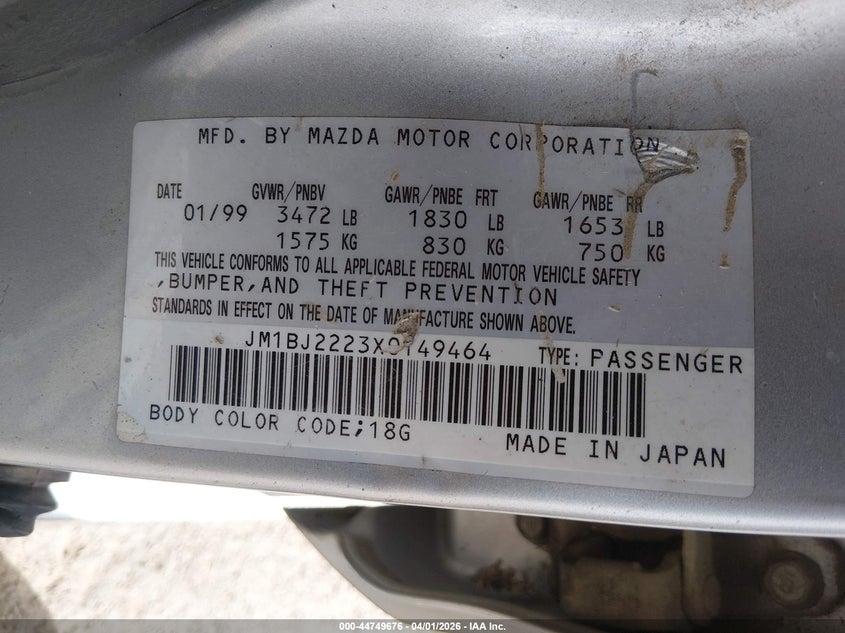 MFD. BY MAZDA MOTOR CORPORATION
DATE GVWR/PNBV GAWR/PNBE FRT GAWR/PNBE RR
01/99 3472 LB 1830 LB 1653 LB
1575 KG 830 KG 750 KG
THIS VEHICLE CONFORMS TO ALL APPLICABLE FEDERAL MOTOR VEHICLE SAFETY
,BUMPER,AND THEFT PREVENTION
STANDARDS IN EFFECT ON THE DATE OF MANUFACTURE SHOWN ABOVE.
JM1BJ2223X0149464 TYPE: PASSENGER
BODY COLOR CODE;18G
MADE IN JAPAN
000-44749676 - 04/01/2026 - IAA Inc.